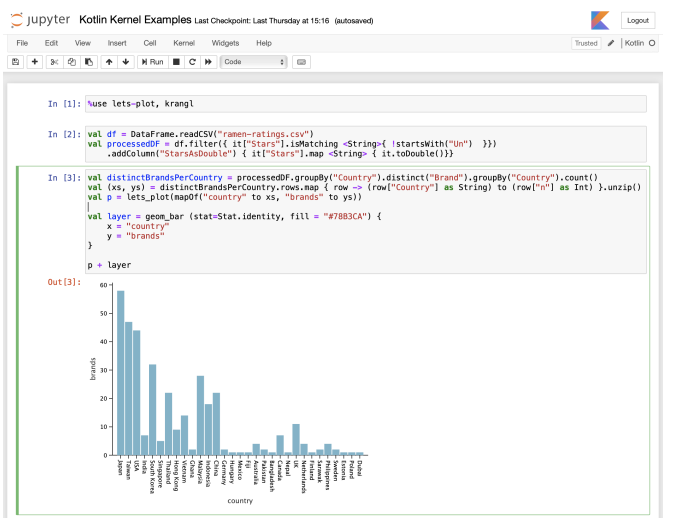 jupyter Kotlin Kernel Examples Last Checkpoint: Last Thursday at 15:16 (autosaved) Logout
File Edit View Insert Cell Kernel Widgets Help Trusted Kotlin
Run Code
In [1]: %use lets-plot, krangl
In [2]: val df = DataFrame.readCSV("ramen-ratings.csv")
val processedDF = df.filter({ it["Stars"].isMatching <String>{ !startsWith("Un") }})
.addColumn("StarsAsDouble") { it["Stars"].map <String> { it.toDouble()}}
In [3]: val distinctBrandsPerCountry = processedDF.groupBy("Country").distinct("Brand").groupBy("Country").count()
val (xs, ys) = distinctBrandsPerCountry.rows.map { row -> (row["Country"] as String) to (row["n"] as Int) }.unzip()
val p = lets_plot(mapOf("country" to xs, "brands" to ys))
val layer = geom_bar (stat=Stat.identity, fill = "#78B3CA") {
x = "country"
y = "brands"
}
p + layer
Out[3]:
60
50
40
30
20
10
0
brands
Japan
Taiwan
USA
India
South Korea
Singapore
Thailand
Hong Kong
Vietnam
Ghana
Malaysia
Indonesia
China
Germany
Hungary
Mexico
Fiji
Australia
Pakistan
Bangladesh
Canada
Nepal
UK
Netherlands
Finland
Sarawak
Philippines
Sweden
Estonia
Poland
Dubai
country